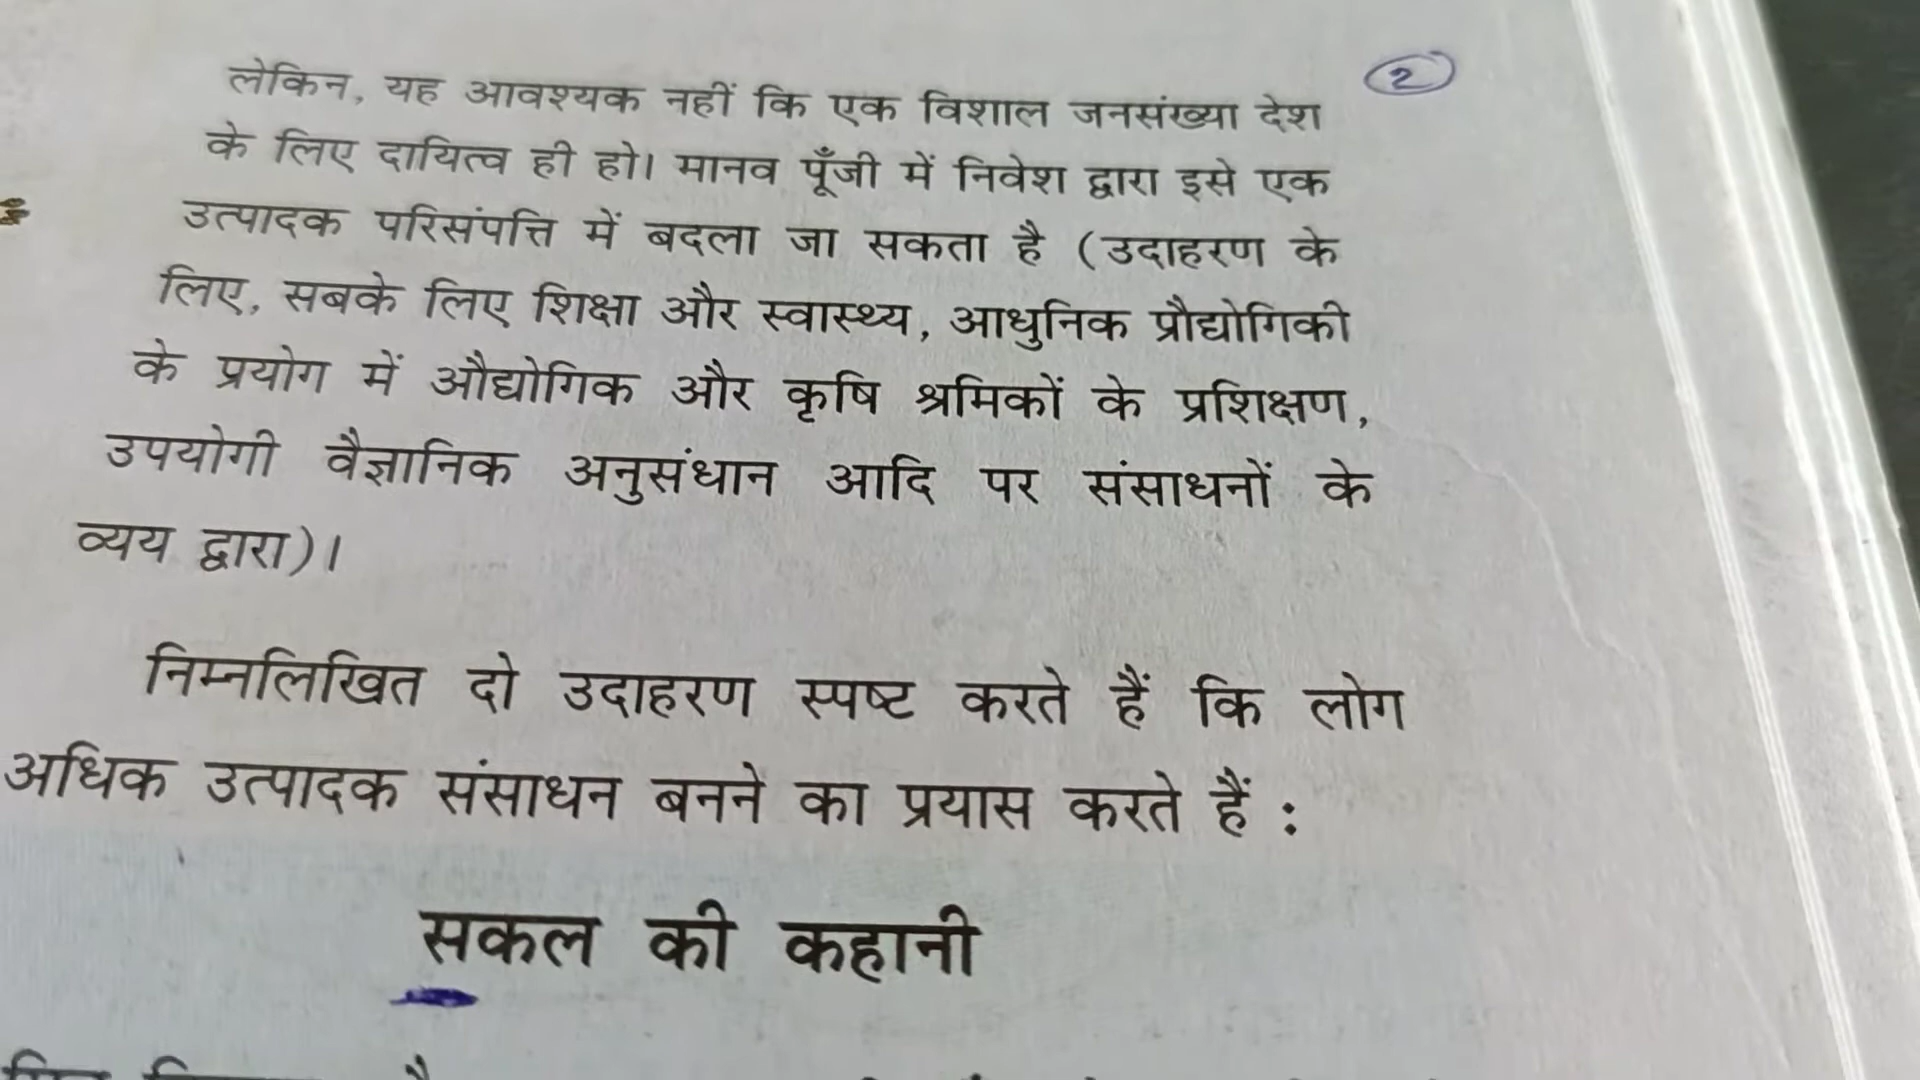 2
लेकिन, यह आवश्यक नहीं कि एक विशाल जनसंख्या देश
के लिए दायित्व ही हो। मानव पूँजी में निवेश द्वारा इसे एक
उत्पादक परिसंपत्ति में बदला जा सकता है (उदाहरण के
लिए, सबके लिए शिक्षा और स्वास्थ्य, आधुनिक प्रौद्योगिकी
के प्रयोग में औद्योगिक और कृषि श्रमिकों के प्रशिक्षण,
उपयोगी वैज्ञानिक अनुसंधान आदि पर संसाधनों के
व्यय द्वारा)।
निम्नलिखित दो उदाहरण स्पष्ट करते हैं कि लोग
अधिक उत्पादक संसाधन बनने का प्रयास करते हैं :
सकल की कहानी